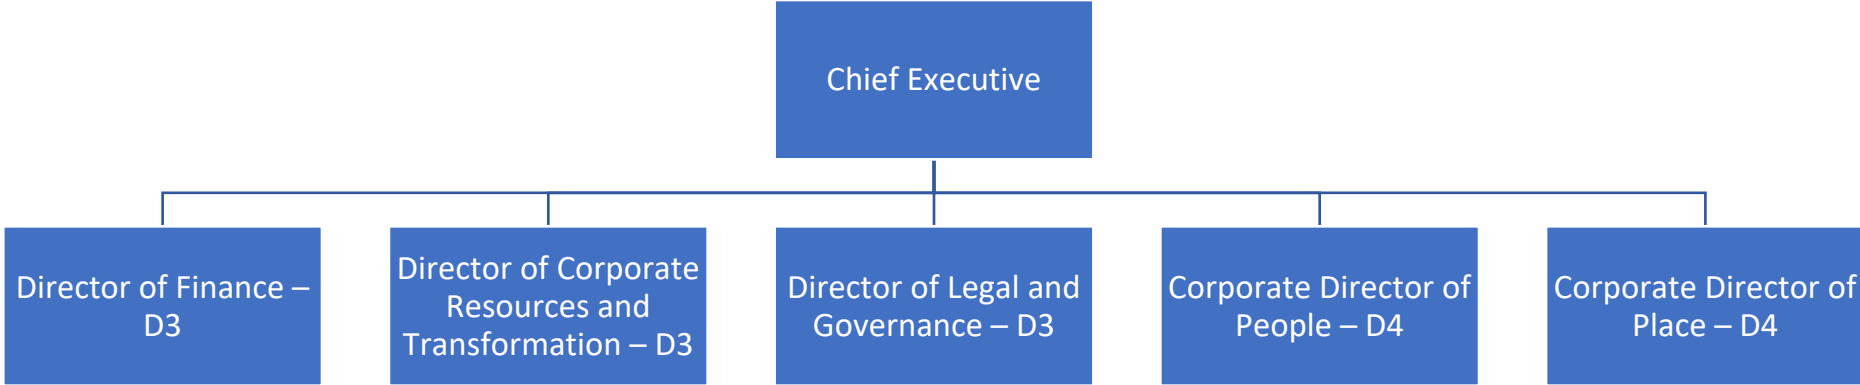 Chief Executive
Director of Finance –
D3
Director of Corporate
Resources and
Transformation – D3
Director of Legal and
Governance – D3
Corporate Director of
People – D4
Corporate Director of
Place – D4